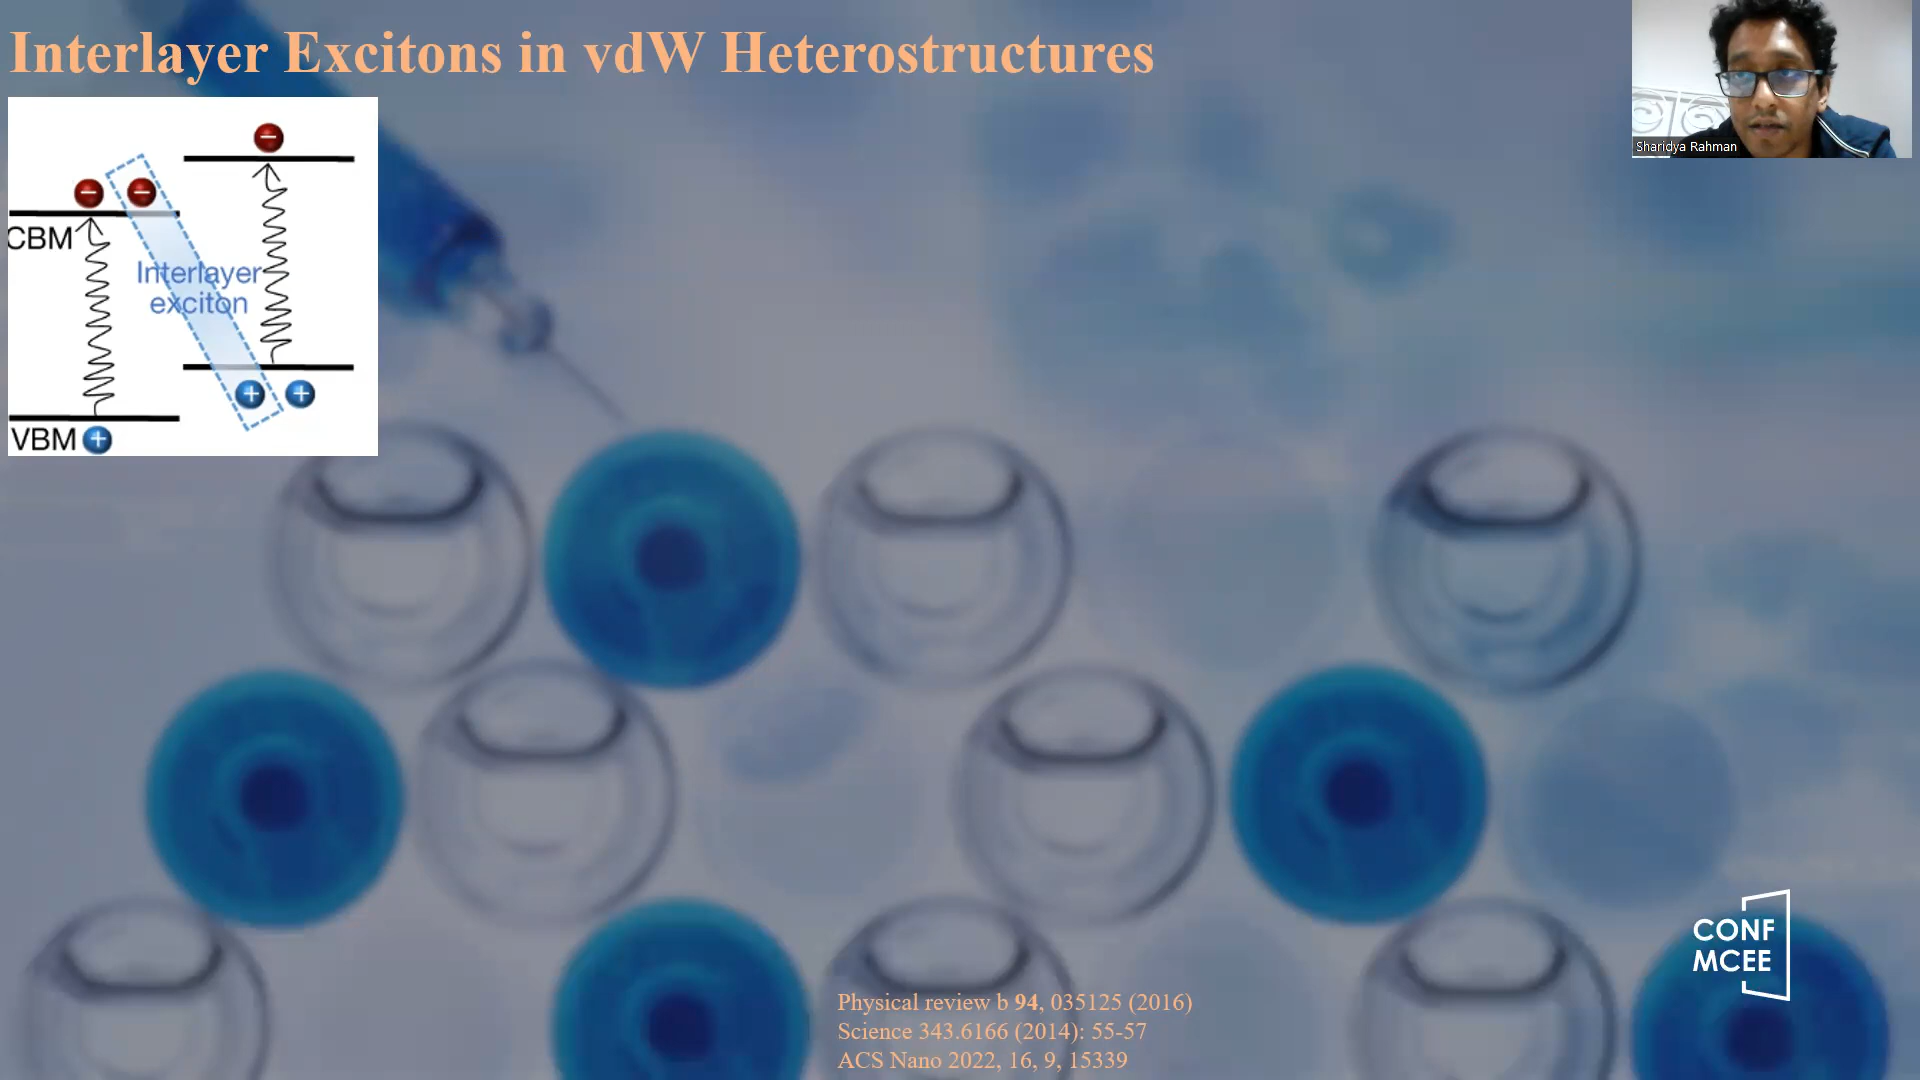 Interlayer Excitons in vdW Heterostructures
Sharidya Rahman
CBM
Interlayer
exciton
VBM
CONF
MCEE
Physical review b 94, 035125 (2016)
Science 343.6166 (2014): 55-57
ACS Nano 2022, 16, 9, 15339